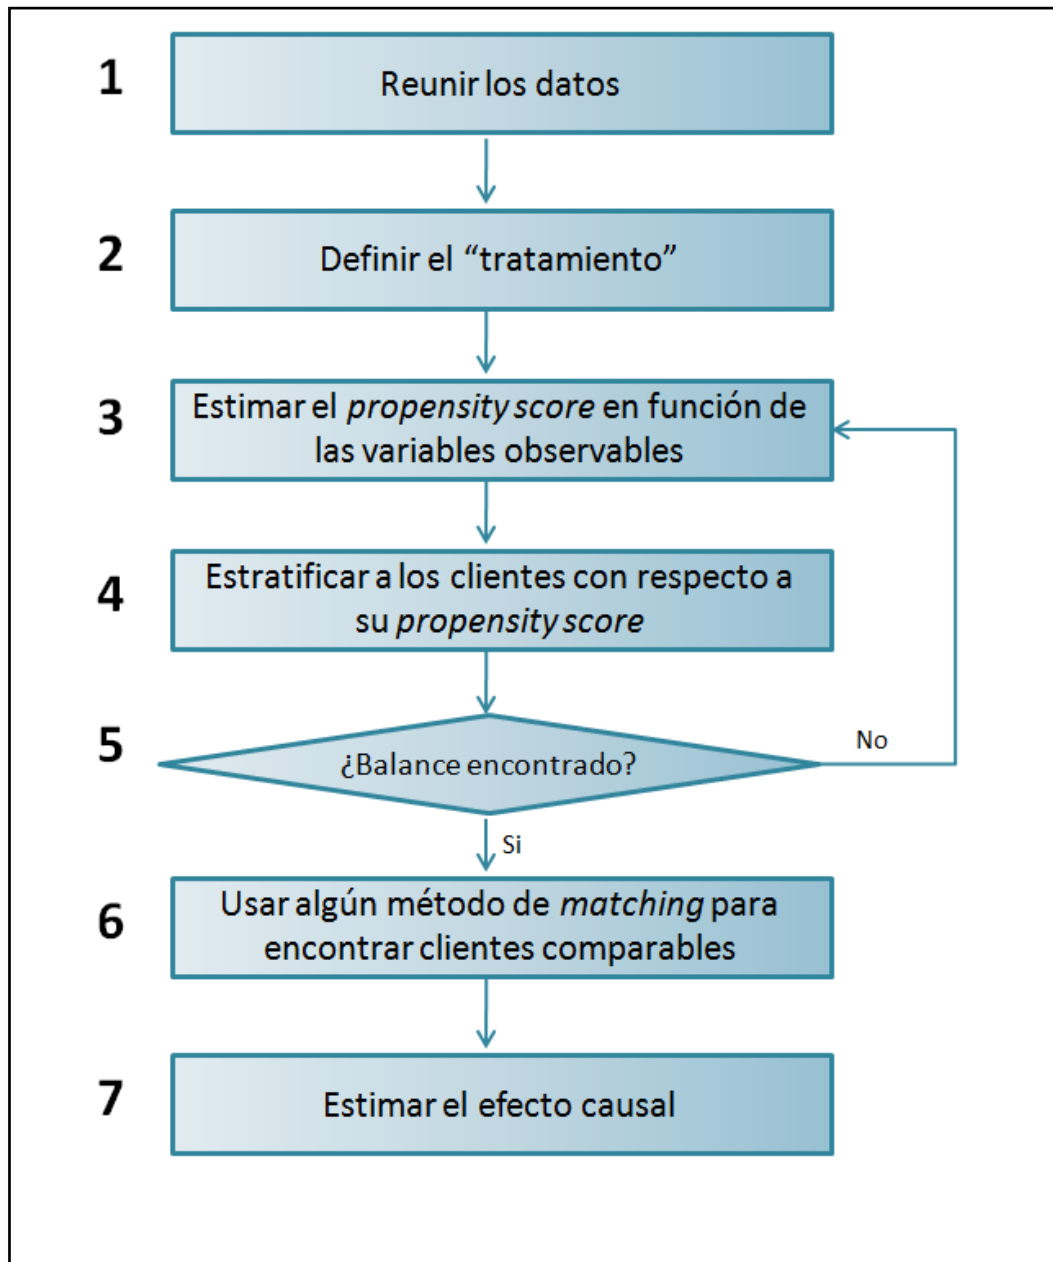 1
Reunir los datos
2
Definir el “tratamiento”
3
Estimar el propensity score en función de
las variables observables
4
Estratificar a los clientes con respecto a
su propensity score
5
¿Balance encontrado?
No
Si
6
Usar algún método de matching para
encontrar clientes comparables
7
Estimar el efecto causal